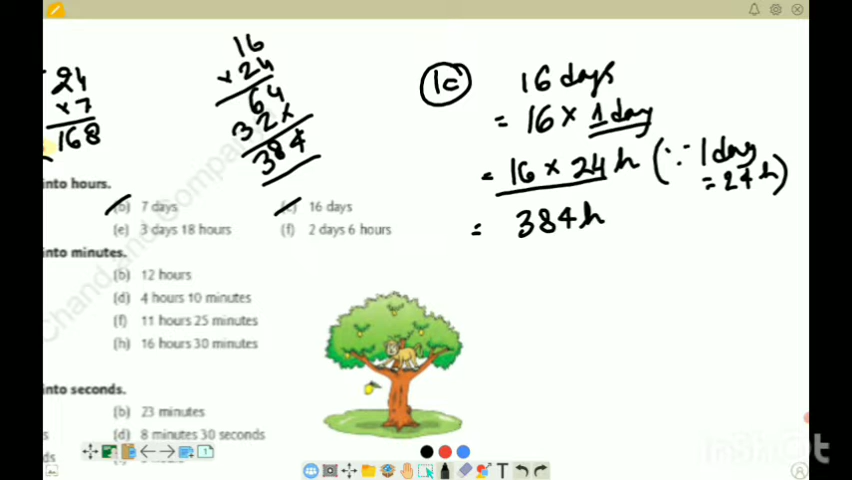 16
× 24
64
32×
384
24
× 7
168
1c
16 days
= 16 × 1 day
= 16 × 24 h (∵ 1 day
= 24 h)
= 384 h
into hours.
(b) 7 days
(c) 16 days
(e) 3 days 18 hours
(f) 2 days 6 hours
into minutes.
(b) 12 hours
(d) 4 hours 10 minutes
(f) 11 hours 25 minutes
(h) 16 hours 30 minutes
into seconds.
(b) 23 minutes
(d) 8 minutes 30 seconds
Chand and Company